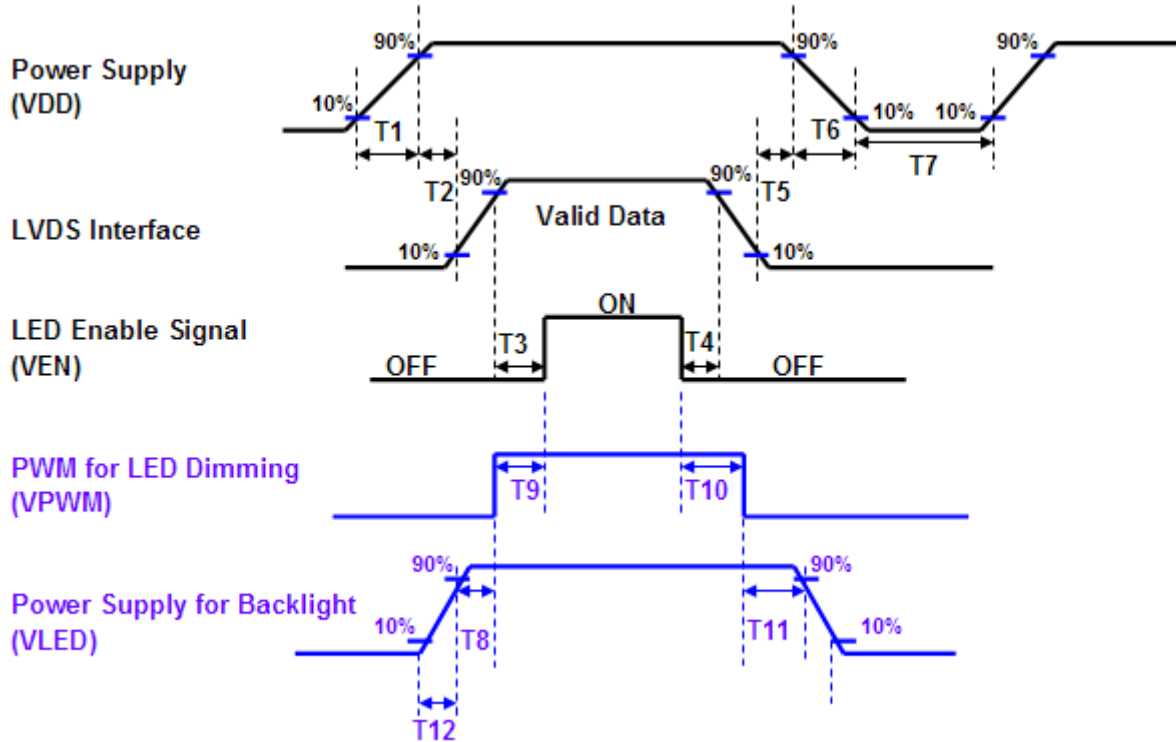 90% 90% 90%
Power Supply
(VDD)
10% 10% 10%
T1 T6
T7
T2 T5
90% 90%
Valid Data
LVDS Interface
10% 10%
ON
LED Enable Signal
(VEN)
T3 T4
OFF OFF
PWM for LED Dimming
(VPWM)
T9 T10
90% 90%
Power Supply for Backlight
(VLED)
10% 10%
T8 T11
T12